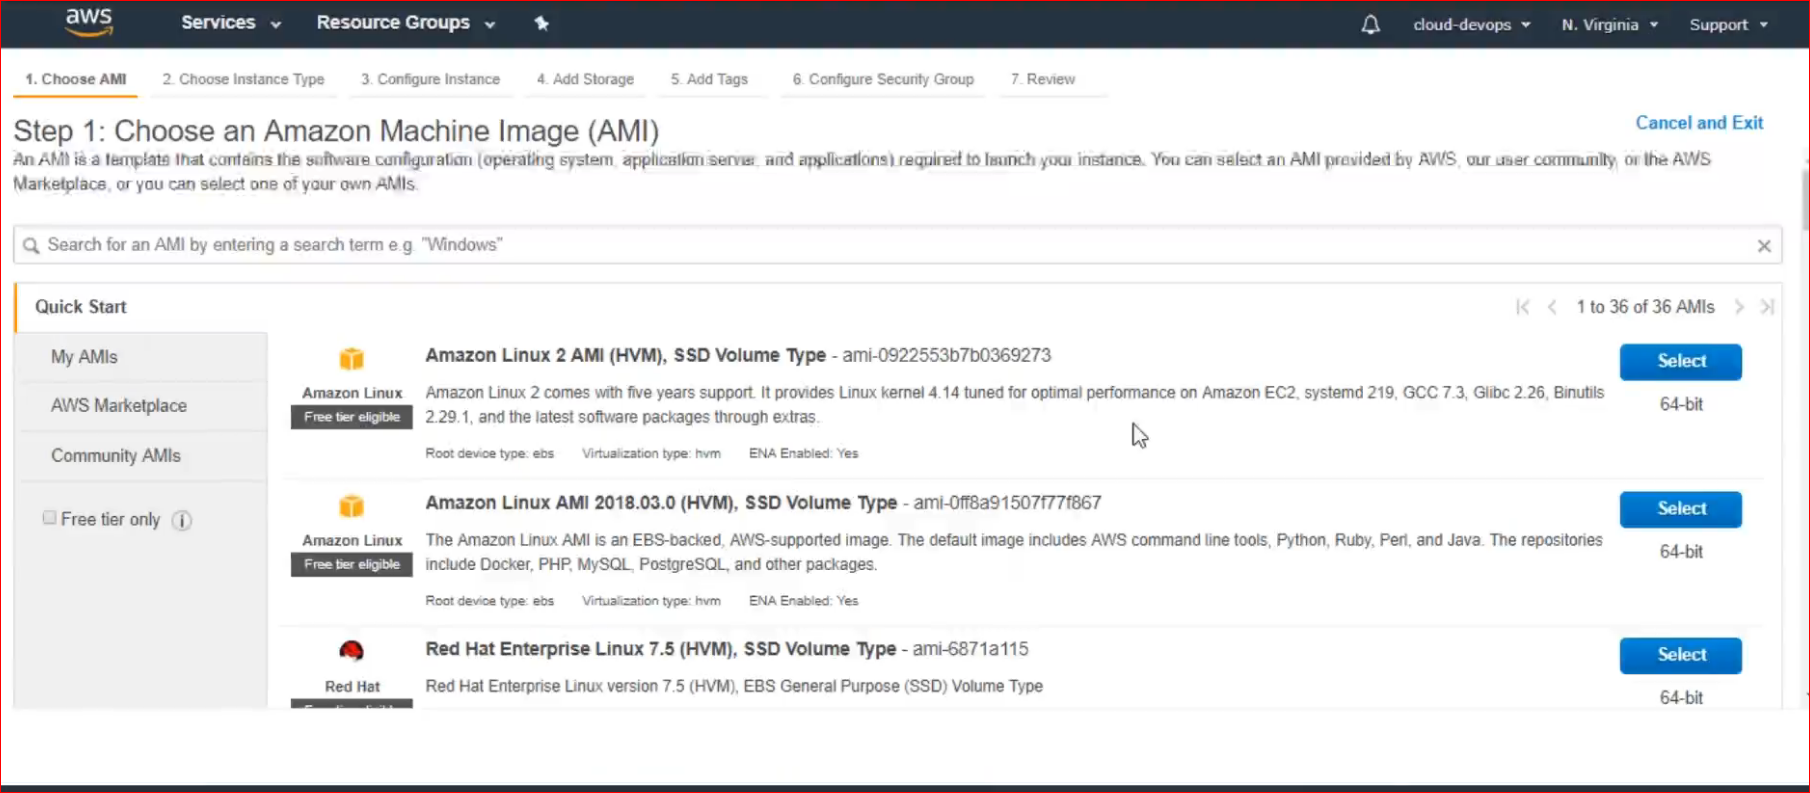 aws Services Resource Groups cloud-devops N. Virginia Support
1. Choose AMI 2. Choose Instance Type 3. Configure Instance 4. Add Storage 5. Add Tags 6. Configure Security Group 7. Review
Step 1: Choose an Amazon Machine Image (AMI)
Cancel and Exit
An AMI is a template that contains the software configuration (operating system, application server, and applications) required to launch your instance. You can select an AMI provided by AWS, our user community, or the AWS
Marketplace, or you can select one of your own AMIs.
Search for an AMI by entering a search term e.g. "Windows"
Quick Start
1 to 36 of 36 AMIs
My AMIs
AWS Marketplace
Community AMIs
Free tier only
Amazon Linux
Free tier eligible
Amazon Linux 2 AMI (HVM), SSD Volume Type - ami-0922553b7b0369273
Amazon Linux 2 comes with five years support. It provides Linux kernel 4.14 tuned for optimal performance on Amazon EC2, systemd 219, GCC 7.3, Glibc 2.26, Binutils
2.29.1, and the latest software packages through extras.
Root device type: ebs Virtualization type: hvm ENA Enabled: Yes
Select
64-bit
Amazon Linux
Free tier eligible
Amazon Linux AMI 2018.03.0 (HVM), SSD Volume Type - ami-0ff8a91507f77f867
The Amazon Linux AMI is an EBS-backed, AWS-supported image. The default image includes AWS command line tools, Python, Ruby, Perl, and Java. The repositories
include Docker, PHP, MySQL, PostgreSQL, and other packages.
Root device type: ebs Virtualization type: hvm ENA Enabled: Yes
Select
64-bit
Red Hat
Red Hat Enterprise Linux 7.5 (HVM), SSD Volume Type - ami-6871a115
Red Hat Enterprise Linux version 7.5 (HVM), EBS General Purpose (SSD) Volume Type
Select
64-bit